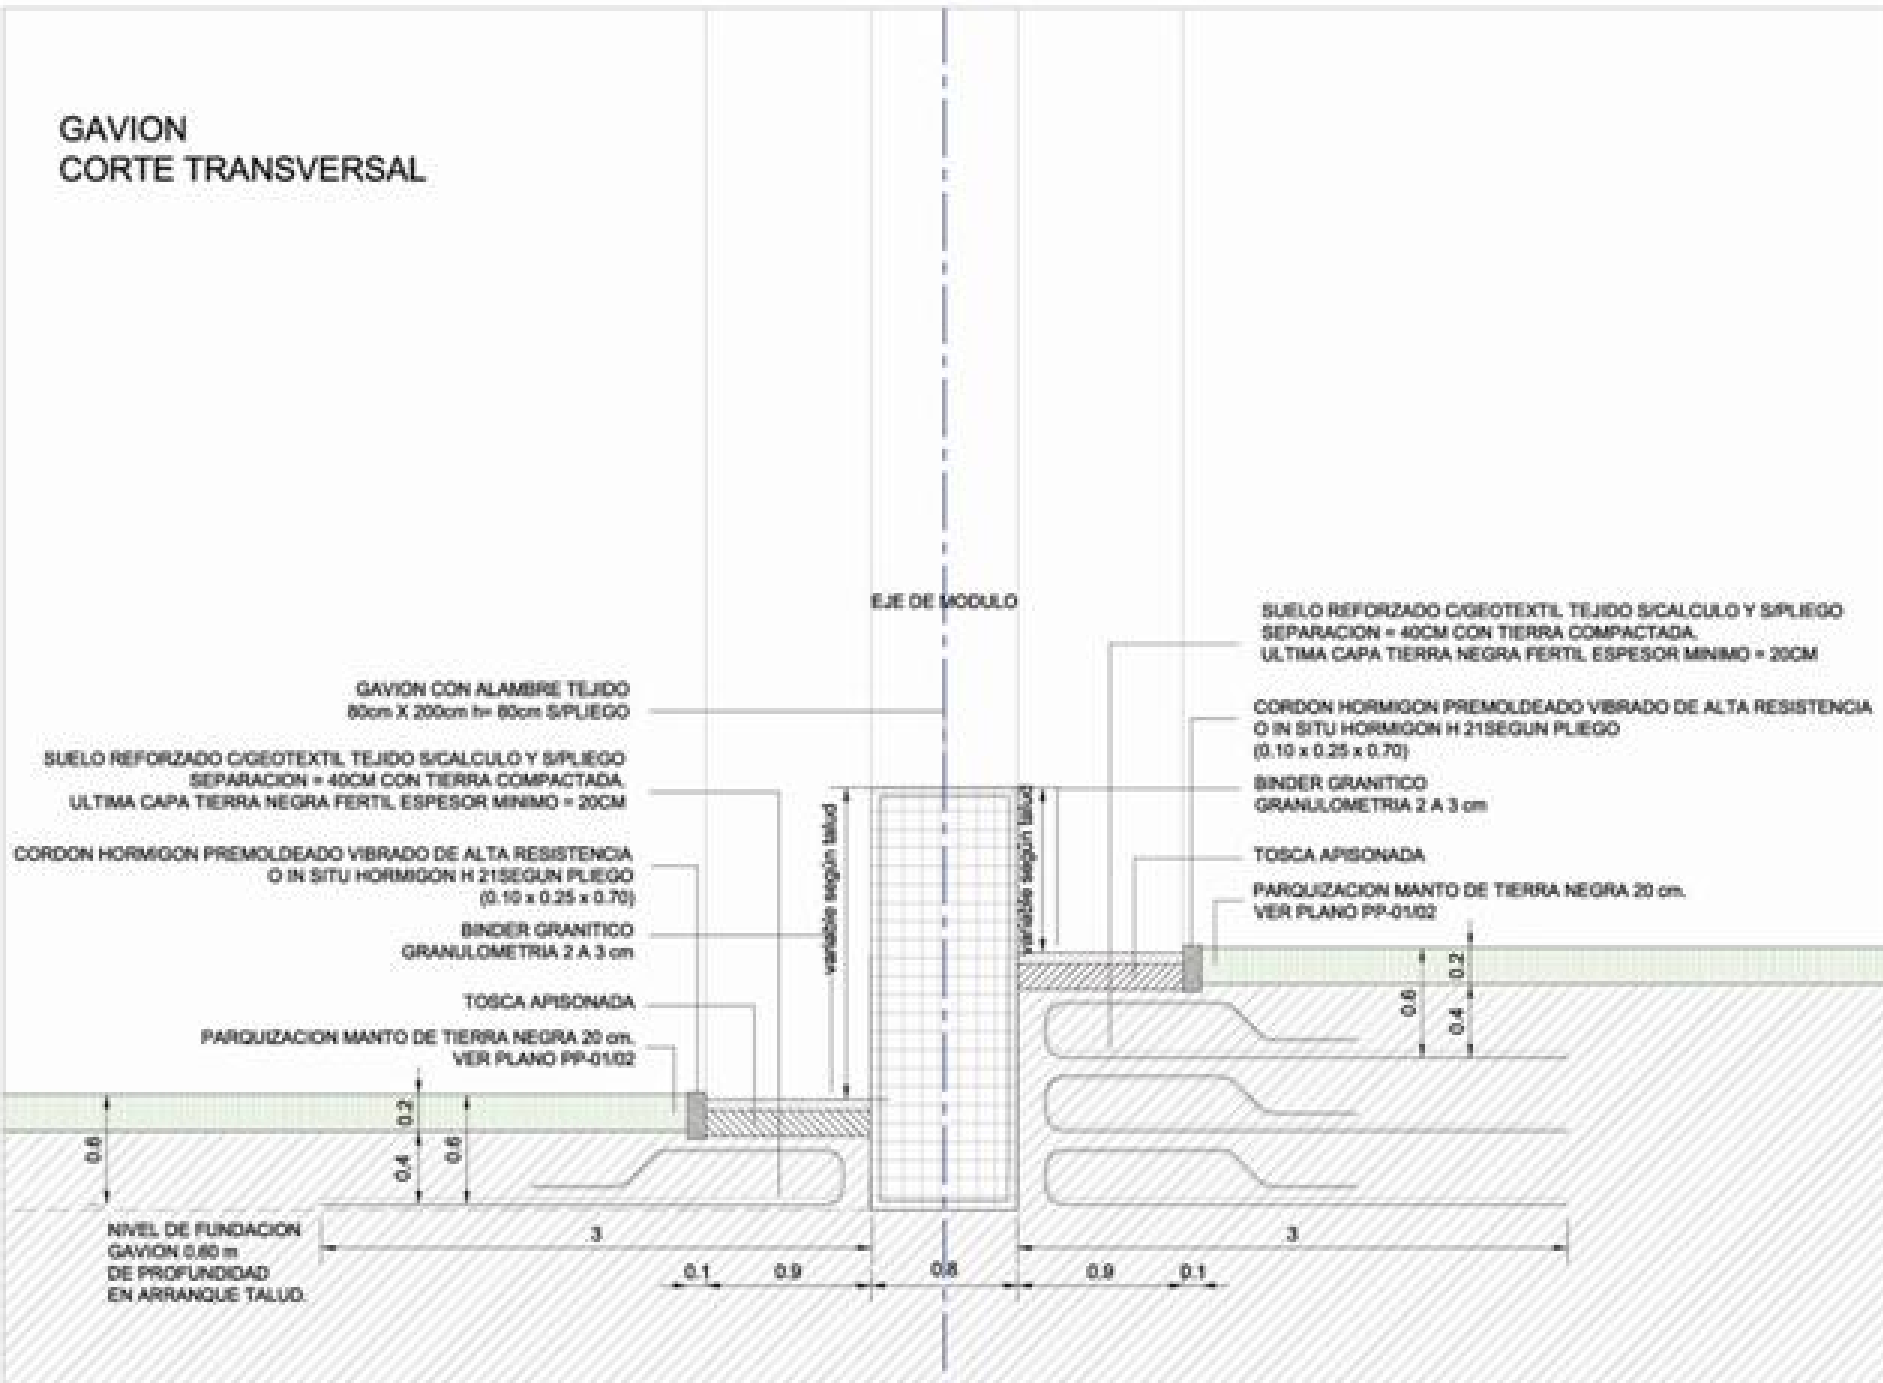 GAVION
CORTE TRANSVERSAL
EJE DE MODULO
GAVION CON ALAMBRE TEJIDO
80cm X 200cm h= 80cm S/PLIEGO
SUELO REFORZADO C/GEOTEXTIL TEJIDO S/CALCULO Y S/PLIEGO
SEPARACION = 40CM CON TIERRA COMPACTADA.
ULTIMA CAPA TIERRA NEGRA FERTIL ESPESOR MINIMO = 20CM
CORDON HORMIGON PREMOLDEADO VIBRADO DE ALTA RESISTENCIA
O IN SITU HORMIGON H 21SEGUN PLIEGO
(0.10 x 0.25 x 0.70)
BINDER GRANITICO
GRANULOMETRIA 2 A 3 cm
TOSCA APISONADA
PARQUIZACION MANTO DE TIERRA NEGRA 20 cm.
VER PLANO PP-01/02
variable según talud
variable según talud
SUELO REFORZADO C/GEOTEXTIL TEJIDO S/CALCULO Y S/PLIEGO
SEPARACION = 40CM CON TIERRA COMPACTADA.
ULTIMA CAPA TIERRA NEGRA FERTIL ESPESOR MINIMO = 20CM
CORDON HORMIGON PREMOLDEADO VIBRADO DE ALTA RESISTENCIA
O IN SITU HORMIGON H 21SEGUN PLIEGO
(0.10 x 0.25 x 0.70)
BINDER GRANITICO
GRANULOMETRIA 2 A 3 cm
TOSCA APISONADA
PARQUIZACION MANTO DE TIERRA NEGRA 20 cm.
VER PLANO PP-01/02
0.6
0.2
0.4
0.6
0.2
0.4
0.6
NIVEL DE FUNDACION
GAVION 0.60 m
DE PROFUNDIDAD
EN ARRANQUE TALUD.
3
3
0.1
0.9
0.8
0.9
0.1